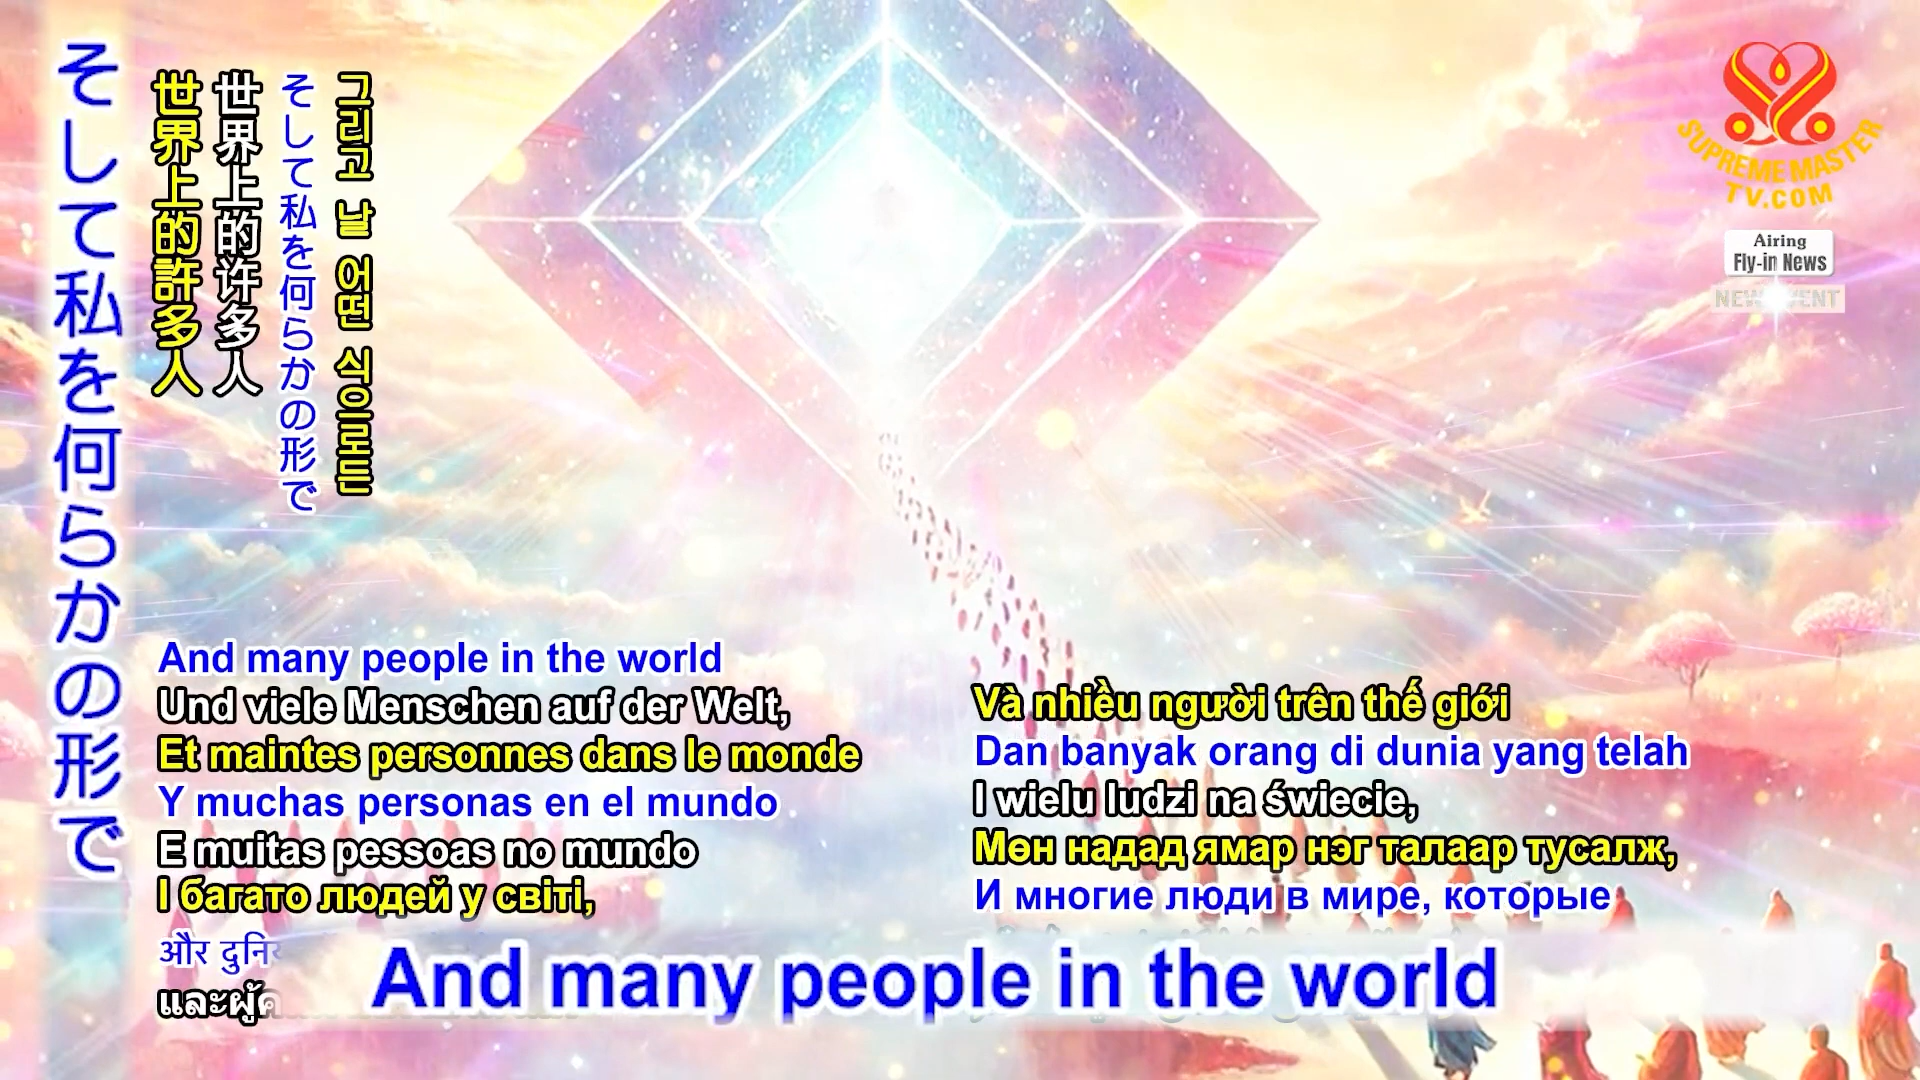 そして私を何らかの形で
世界上的許多人
世界上的许多人
そして私を何らかの形で
그리고 날 어떤 식으로든
SUPREME MASTER
TV.COM
Airing
Fly-in News
And many people in the world
Und viele Menschen auf der Welt,
Et maintes personnes dans le monde
Y muchas personas en el mundo
E muitas pessoas no mundo
І багато людей у світі,
और
Và nhiều người trên thế giới
Dan banyak orang di dunia yang telah
I wielu ludzi na świecie,
Мөн надад ямар нэг талаар тусалж,
И многие люди в мире, которые
And many people in the world